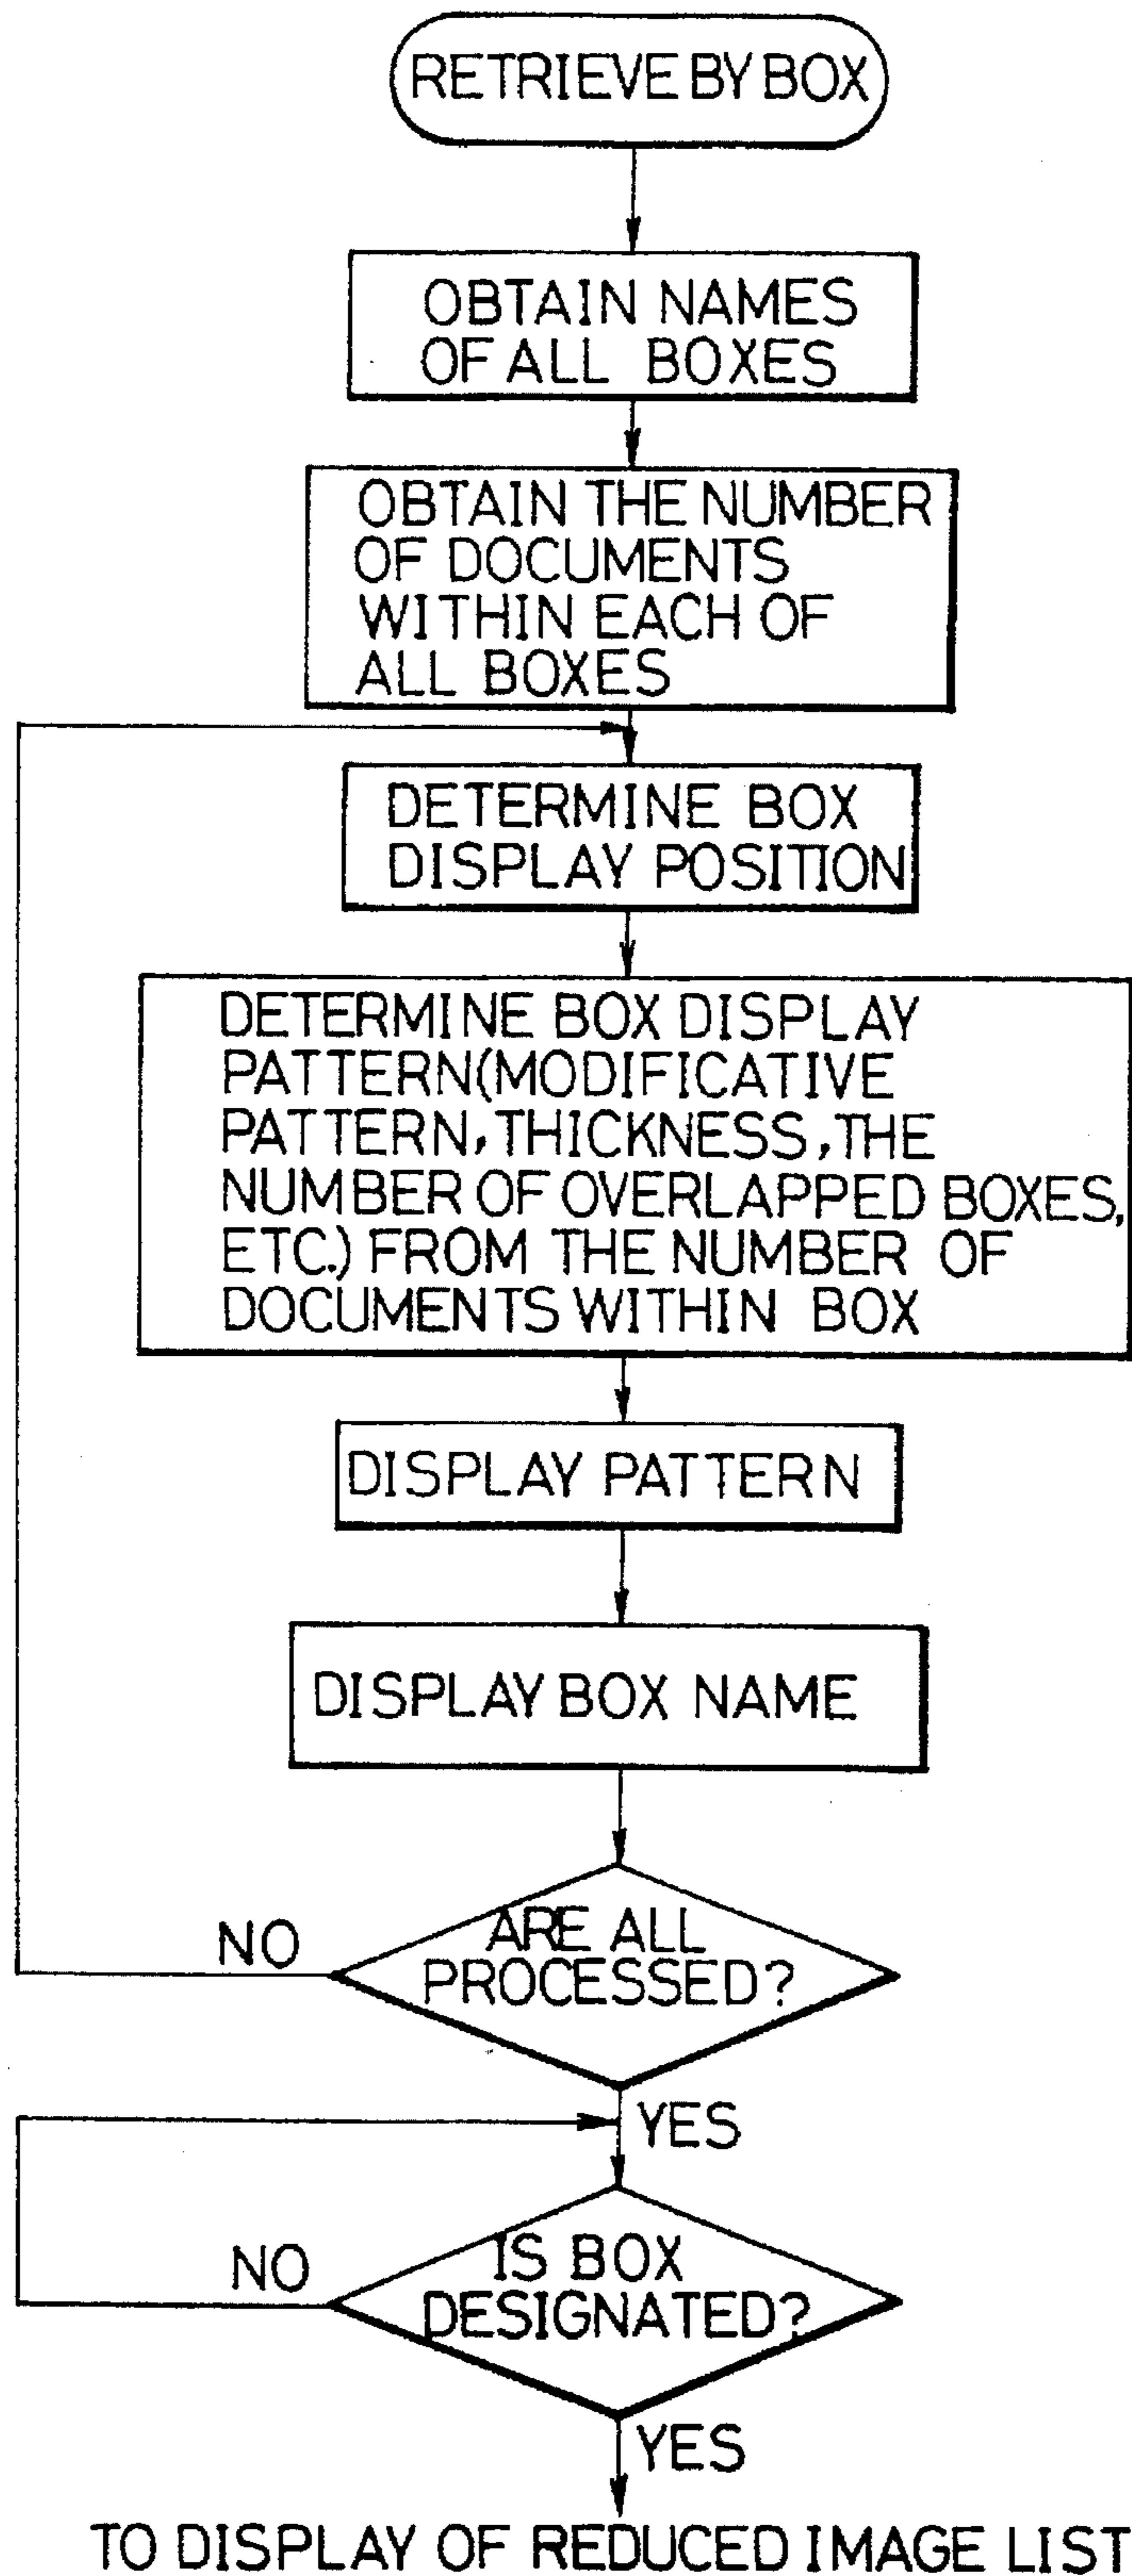 RETRIEVE BY BOX
OBTAIN NAMES
OF ALL BOXES
OBTAIN THE NUMBER
OF DOCUMENTS
WITHIN EACH OF
ALL BOXES
DETERMINE BOX
DISPLAY POSITION
DETERMINE BOX DISPLAY
PATTERN(MODIFICATIVE
PATTERN, THICKNESS, THE
NUMBER OF OVERLAPPED BOXES,
ETC.) FROM THE NUMBER OF
DOCUMENTS WITHIN BOX
DISPLAY PATTERN
DISPLAY BOX NAME
ARE ALL
PROCESSED?
NO
YES
IS BOX
DESIGNATED?
NO
YES
TO DISPLAY OF REDUCED IMAGE LIST